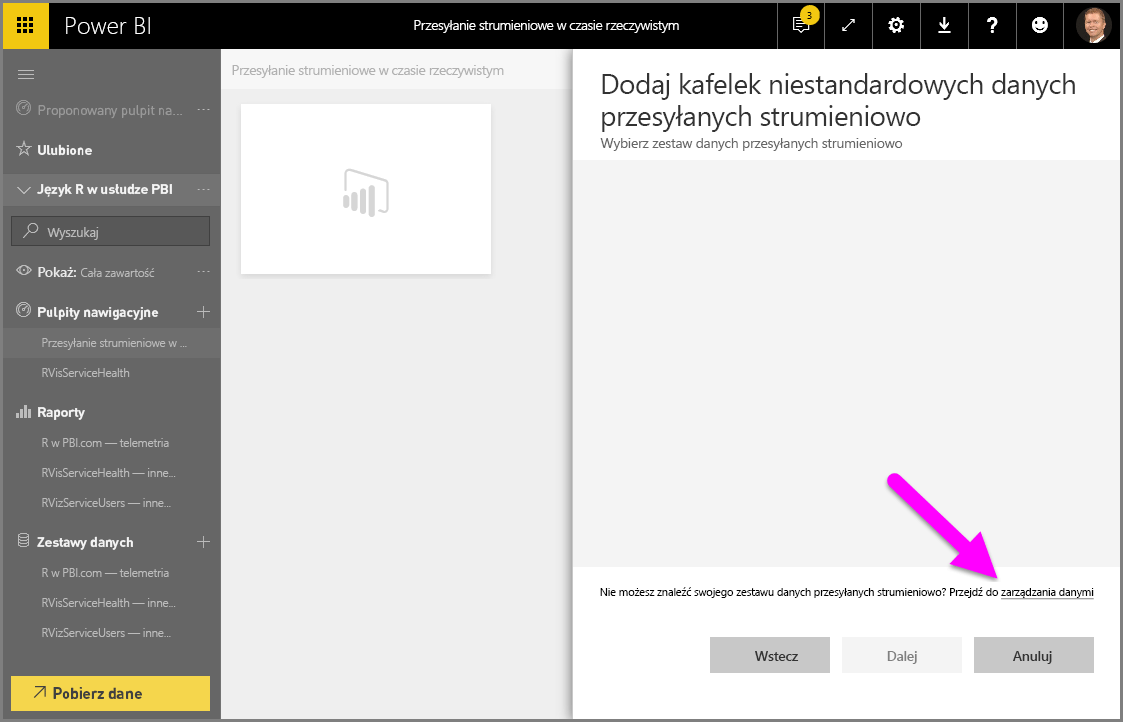 Power BI
Przesyłanie strumieniowe w czasie rzeczywistym
3
?
Proponowany pulpit na...
Ulubione
Język R w usłudze PBI
Wyszukaj
Pokaż: Cała zawartość
Pulpity nawigacyjne
Przesyłanie strumieniowe w ...
RVisServiceHealth
Raporty
R w PBI.com — telemetria
RVisServiceHealth — inne...
RVizServiceUsers — inne...
Zestawy danych
R w PBI.com — telemetria
RVisServiceHealth — inne...
RVizServiceUsers — inne...
Pobierz dane
Przesyłanie strumieniowe w czasie rzeczywistym
Dodaj kafelek niestandardowych danych
przesyłanych strumieniowo
Wybierz zestaw danych przesyłanych strumieniowo
Nie możesz znaleźć swojego zestawu danych przesyłanych strumieniowo? Przejdź do zarządzania danymi
Wstecz
Dalej
Anuluj